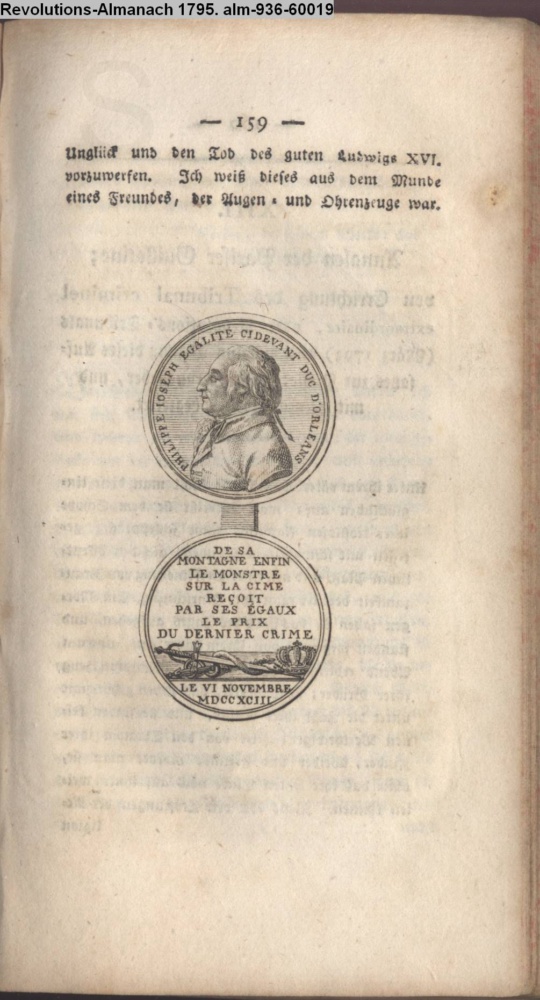 Revolutions-Almanach 1795. alm-936-60019
— 159 —
Unglück und den Tod des guten Ludwigs XVI.
vorzuwerfen. Ich weiß dieses aus dem Munde
eines Freundes, der Augen- und Ohrenzeuge war.
PHILIPPE IOSEPH EGALITÉ CIDEVANT DUC D'ORLEANS
DE SA
MONTAGNE ENFIN
LE MONSTRE
SUR LA CIME
REÇOIT
PAR SES ÉGAUX
LE PRIX
DU DERNIER CRIME
LE VI NOVEMBRE
MDCCXCIII